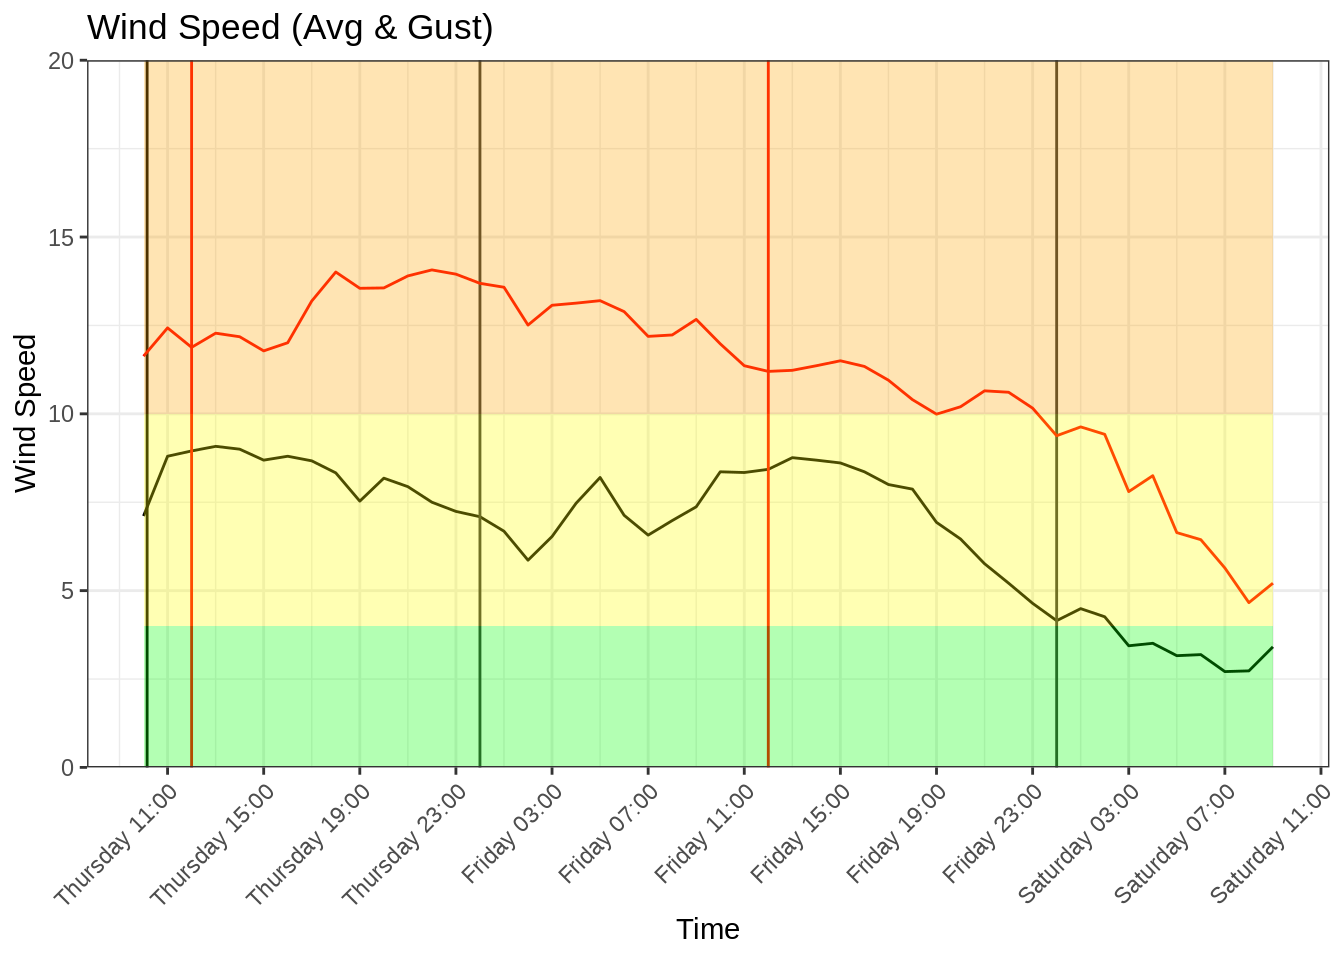 Wind Speed (Avg & Gust)
Wind Speed
20
15
10
5
0
Thursday 11:00
Thursday 15:00
Thursday 19:00
Thursday 23:00
Friday 03:00
Friday 07:00
Friday 11:00
Friday 15:00
Friday 19:00
Friday 23:00
Saturday 03:00
Saturday 07:00
Saturday 11:00
Time